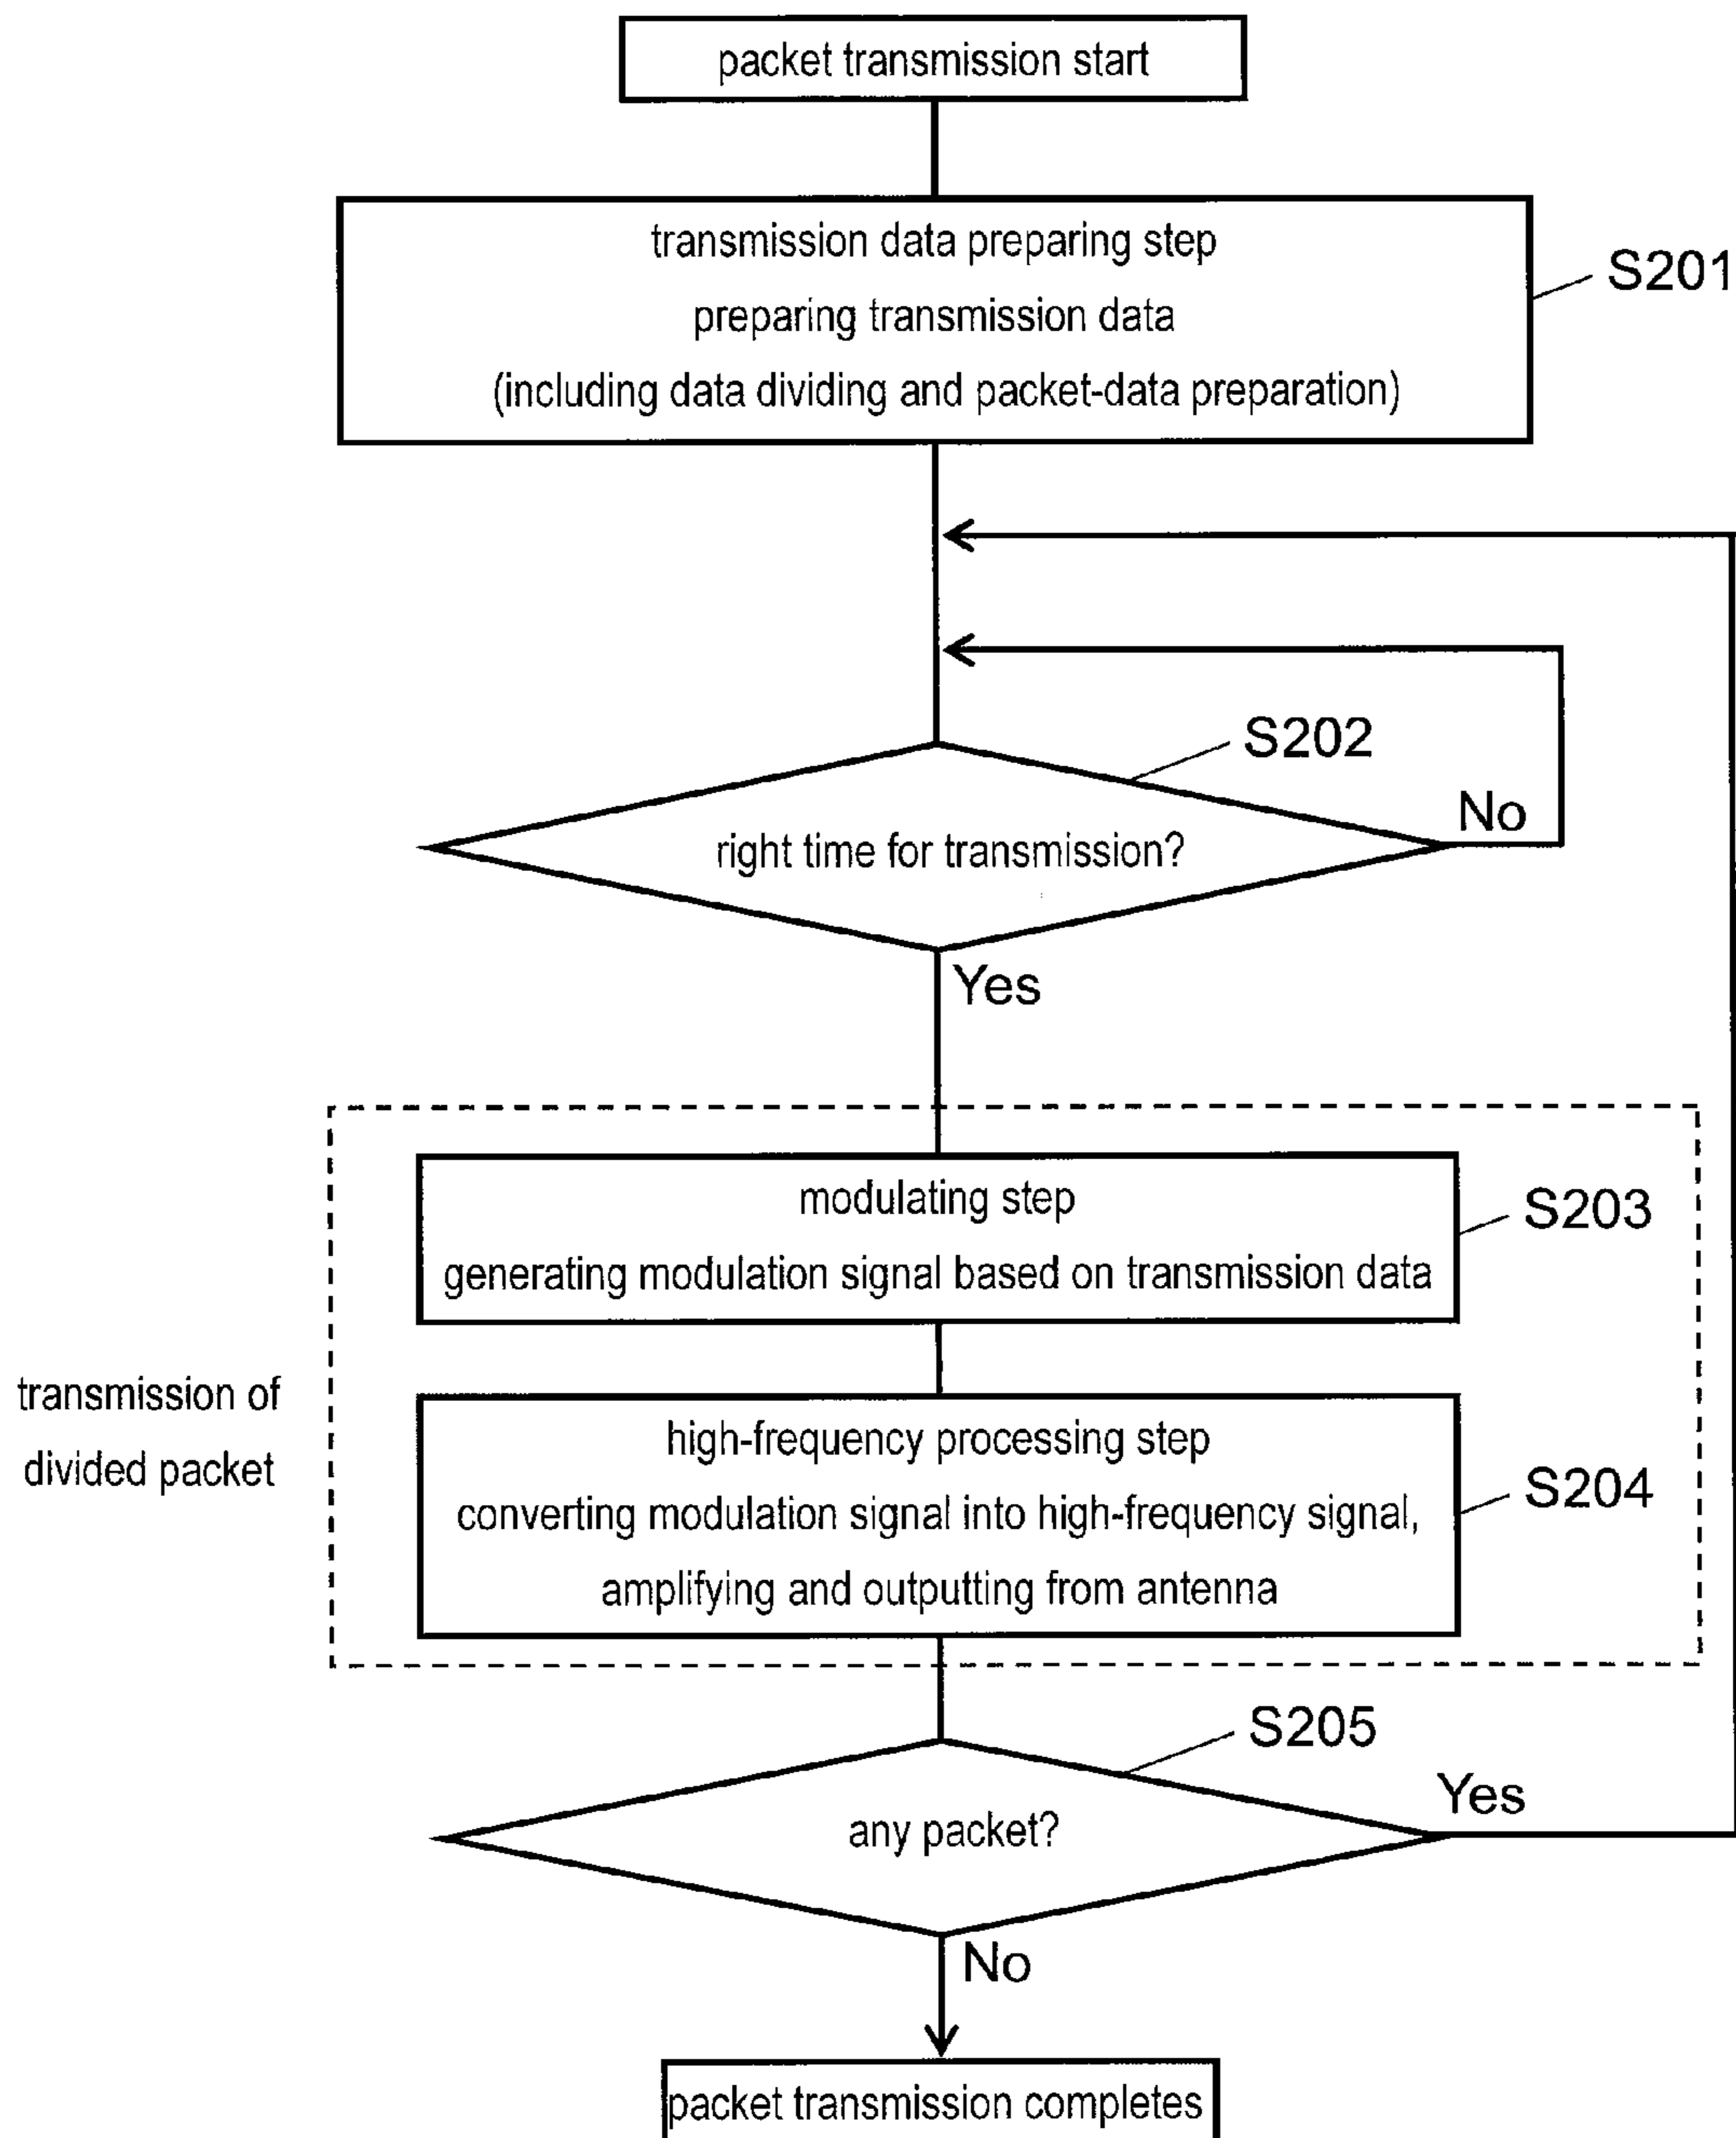 packet transmission start
transmission data preparing step
preparing transmission data
(including data dividing and packet-data preparation)
S201
S202
right time for transmission?
No
Yes
modulating step
generating modulation signal based on transmission data
S203
transmission of
divided packet
high-frequency processing step
converting modulation signal into high-frequency signal,
amplifying and outputting from antenna
S204
S205
any packet?
Yes
No
packet transmission completes